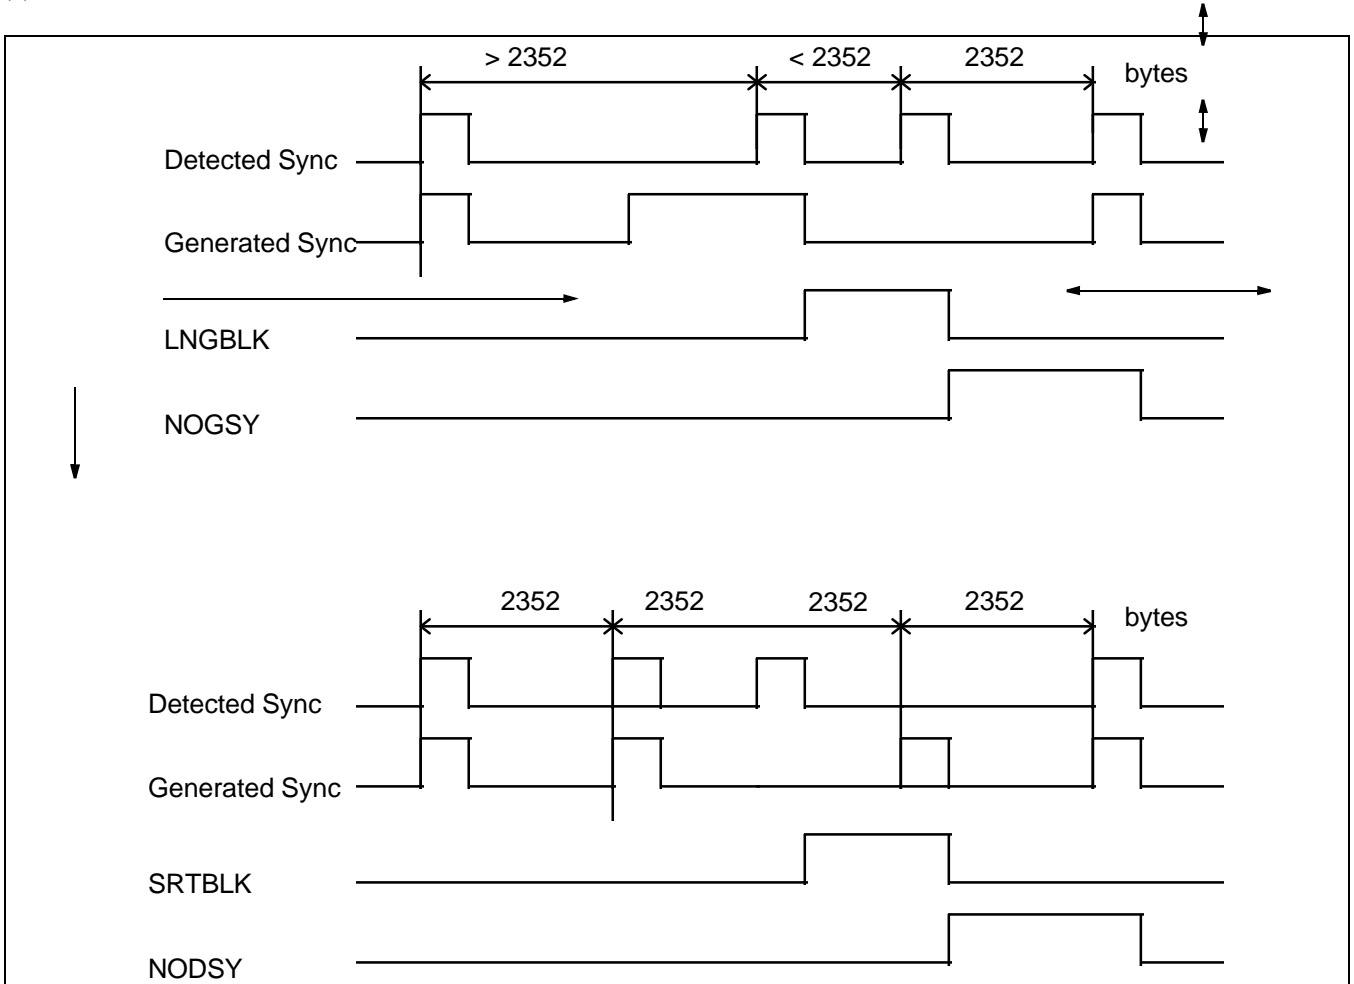 > 2352 < 2352 2352 bytes
Detected Sync
Generated Sync
LNGBLK
NOGSY
2352 2352 2352 2352 bytes
Detected Sync
Generated Sync
SRTBLK
NODSY